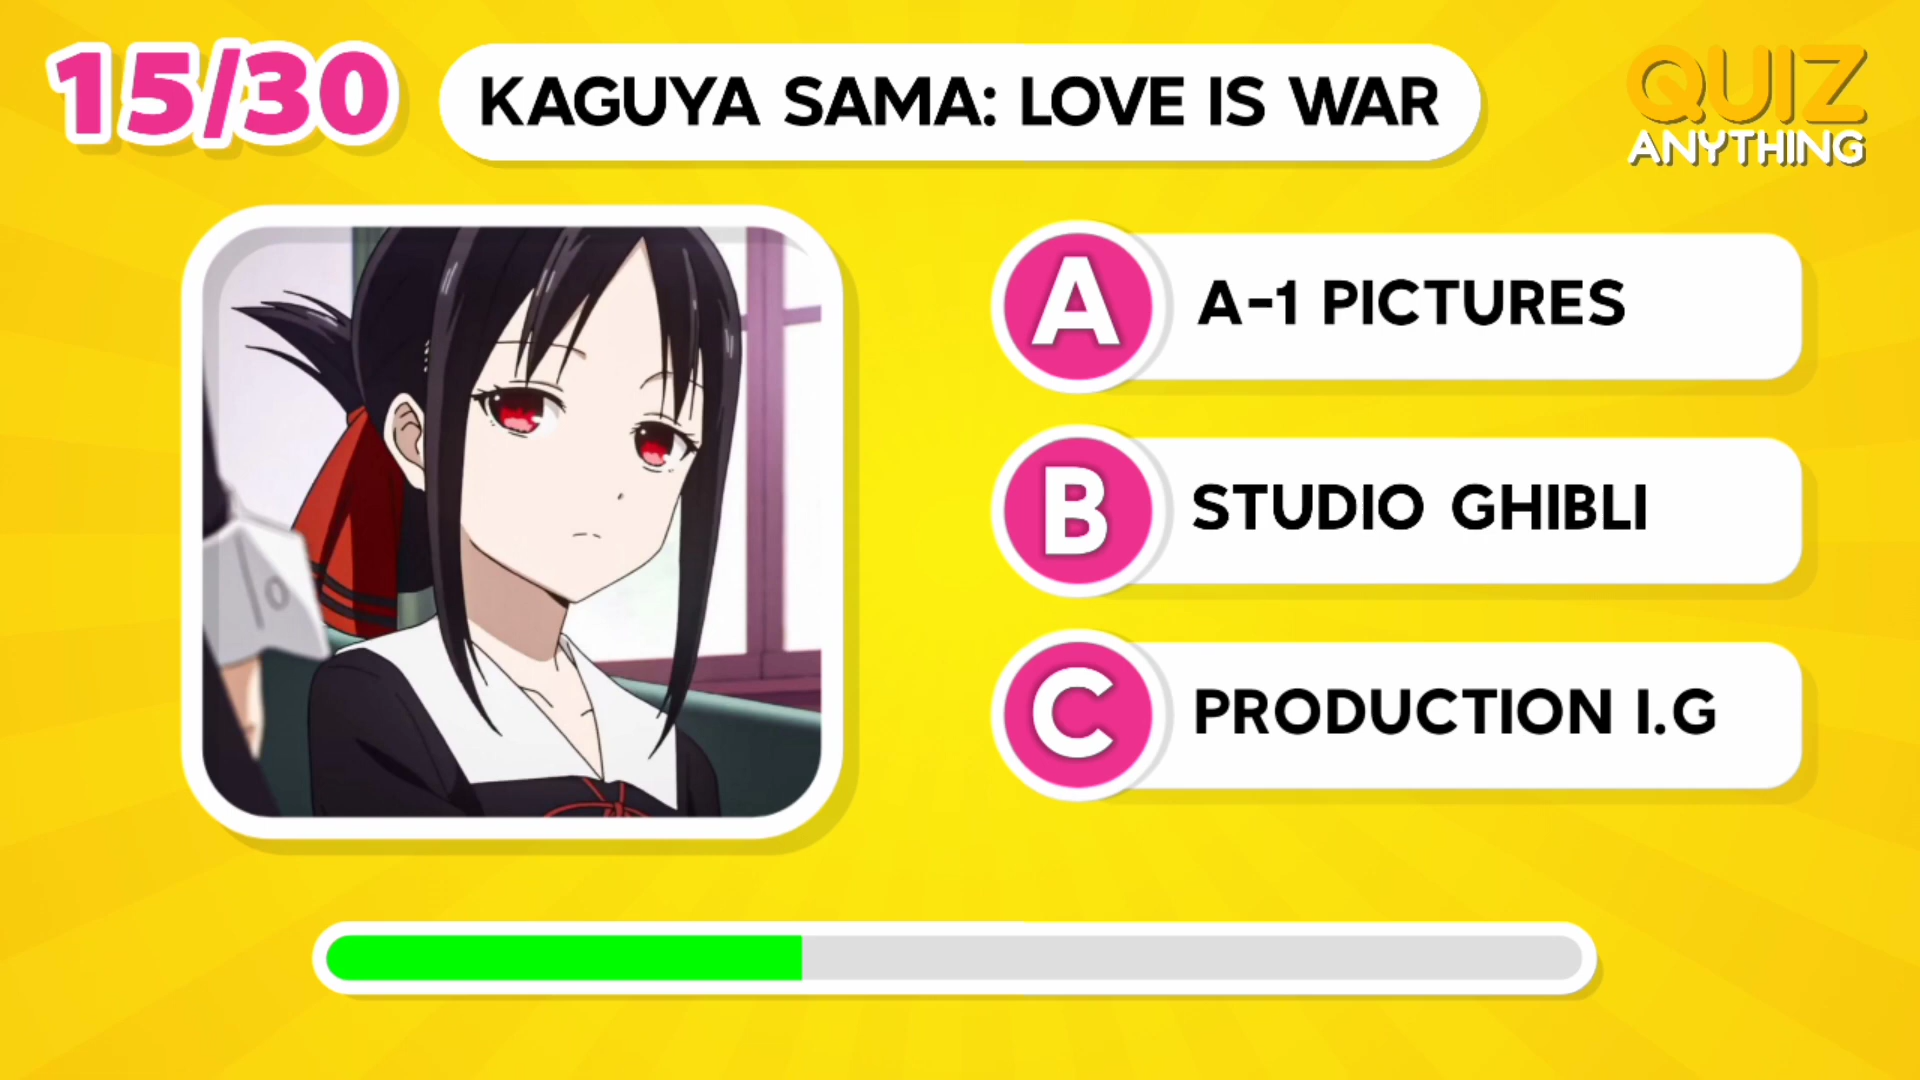 15/30
KAGUYA SAMA: LOVE IS WAR
QUIZ
ANYTHING
A
A-1 PICTURES
B
STUDIO GHIBLI
C
PRODUCTION I.G